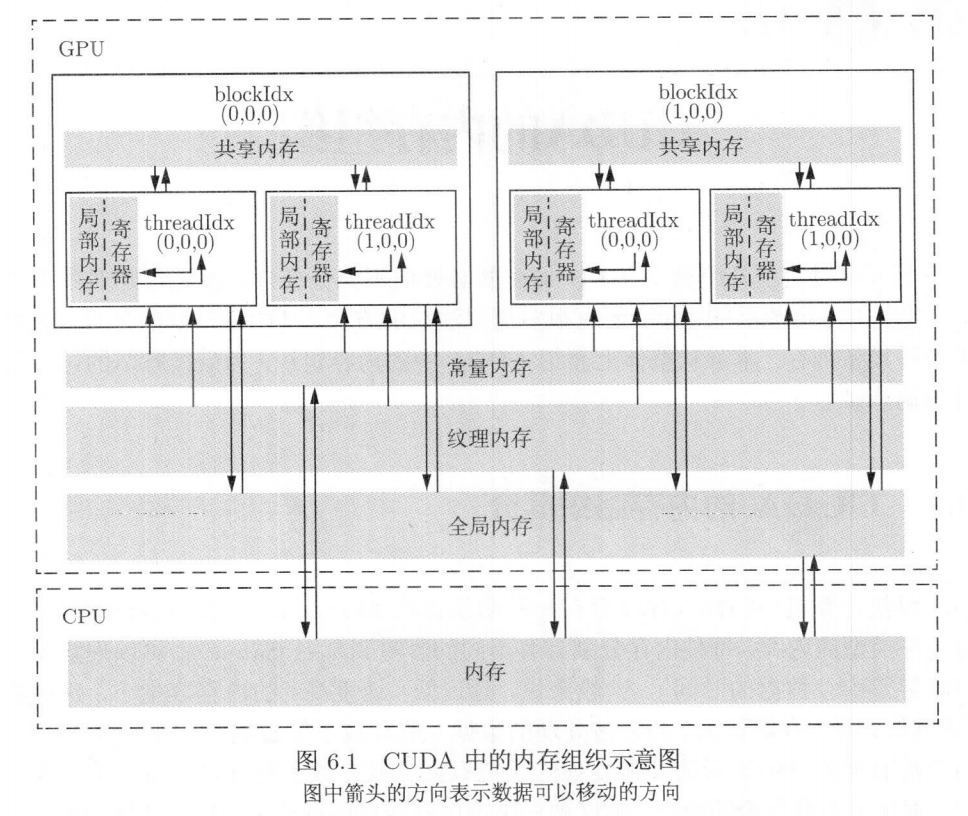 GPU
blockIdx
(0,0,0)
共享内存
局部内存
寄存器
threadIdx
(0,0,0)
局部内存
寄存器
threadIdx
(1,0,0)
blockIdx
(1,0,0)
共享内存
局部内存
寄存器
threadIdx
(0,0,0)
局部内存
寄存器
threadIdx
(1,0,0)
常量内存
纹理内存
全局内存
CPU
内存
图 6.1 CUDA 中的内存组织示意图
图中箭头的方向表示数据可以移动的方向